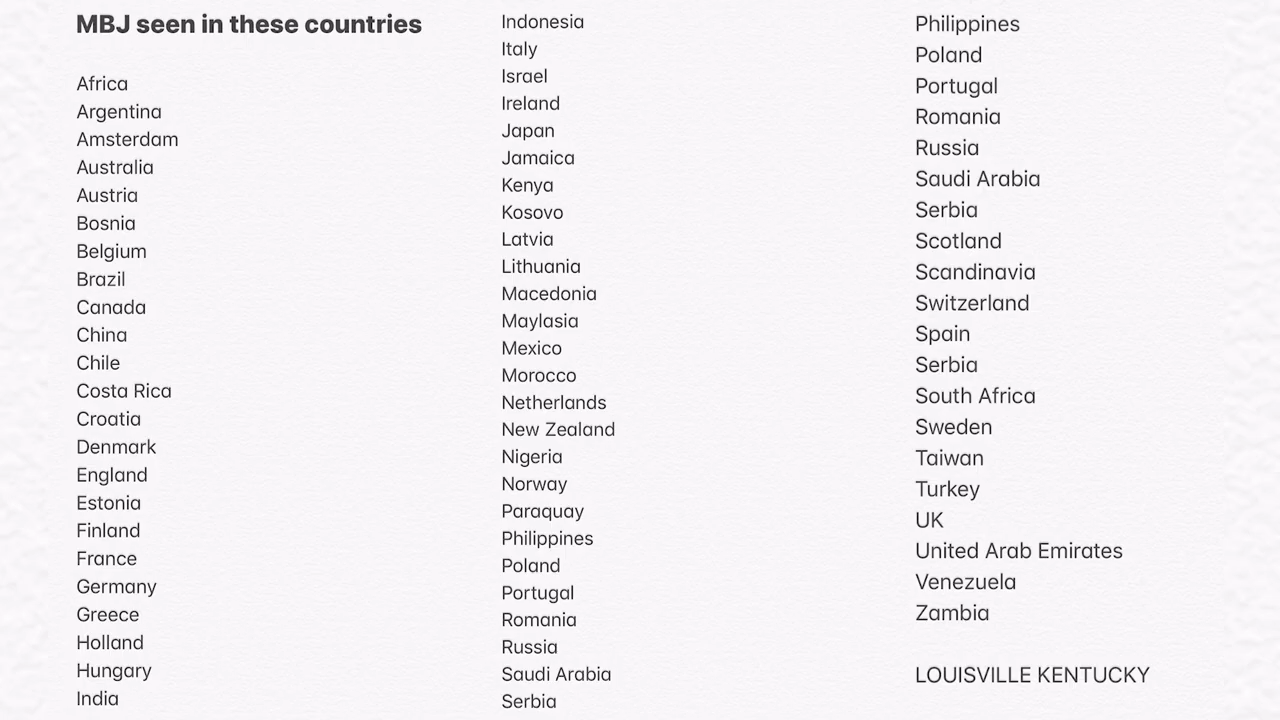 MBJ seen in these countries
Africa
Argentina
Amsterdam
Australia
Austria
Bosnia
Belgium
Brazil
Canada
China
Chile
Costa Rica
Croatia
Denmark
England
Estonia
Finland
France
Germany
Greece
Holland
Hungary
India
Indonesia
Italy
Israel
Ireland
Japan
Jamaica
Kenya
Kosovo
Latvia
Lithuania
Macedonia
Maylasia
Mexico
Morocco
Netherlands
New Zealand
Nigeria
Norway
Paraquay
Philippines
Poland
Portugal
Romania
Russia
Saudi Arabia
Serbia
Philippines
Poland
Portugal
Romania
Russia
Saudi Arabia
Serbia
Scotland
Scandinavia
Switzerland
Spain
Serbia
South Africa
Sweden
Taiwan
Turkey
UK
United Arab Emirates
Venezuela
Zambia
LOUISVILLE KENTUCKY